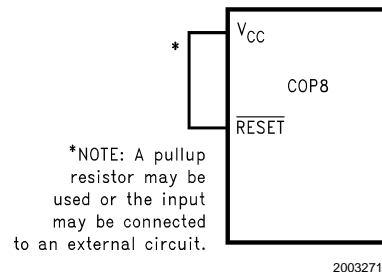 VCC
*
COP8
RESET
*NOTE: A pullup
resistor may be
used or the input
may be connected
to an external circuit.
2003271